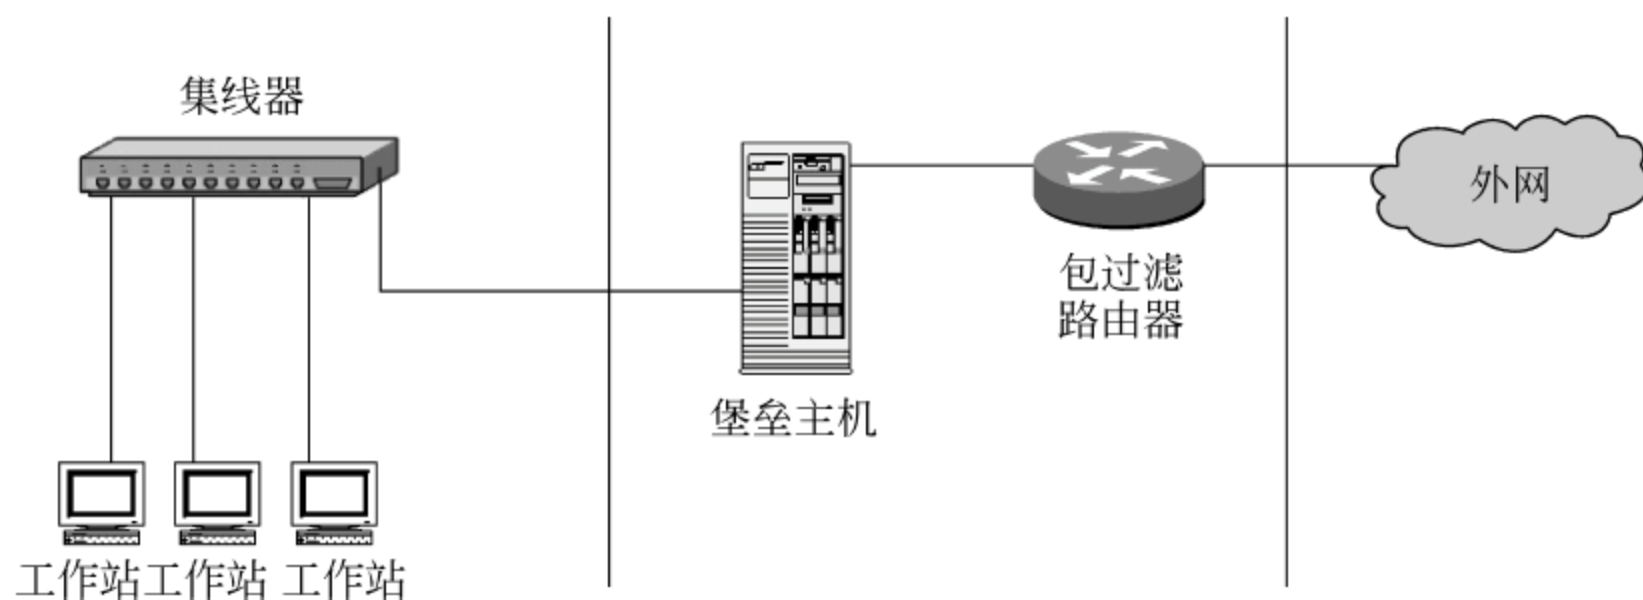 集线器
外网
包过滤
路由器
堡垒主机
工作站 工作站 工作站